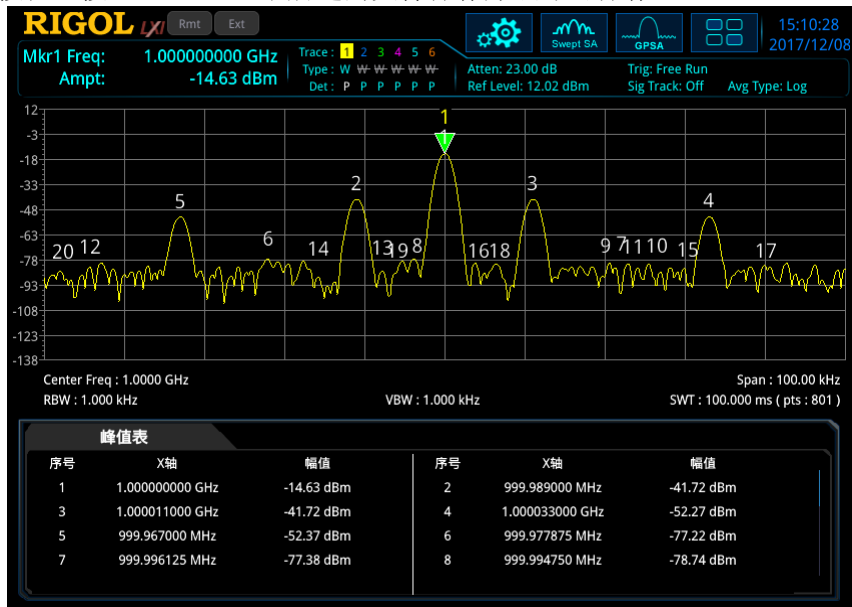 RIGOL LXI Rmt Ext
Swept SA
GPSA
15:10:28
2017/12/08
Mkr1 Freq: 1.000000000 GHz
Ampt: -14.63 dBm
Trace : 1 2 3 4 5 6
Type : W W W W W W
Det : P P P P P P
Atten: 23.00 dB
Ref Level: 12.02 dBm
Trig: Free Run
Sig Track: Off
Avg Type: Log
12
-3
-18
-33
-48
-63
-78
-93
-108
-123
-138
1
1
2
3
5
4
6
20 12
14
13 19 8
16 18
9 7 11 10 15
17
Center Freq : 1.0000 GHz
Span : 100.00 kHz
RBW : 1.000 kHz
VBW : 1.000 kHz
SWT : 100.000 ms ( pts : 801 )
峰值表
序号 X轴 幅值 序号 X轴 幅值
1 1.000000000 GHz -14.63 dBm 2 999.989000 MHz -41.72 dBm
3 1.000011000 GHz -41.72 dBm 4 1.000033000 GHz -52.27 dBm
5 999.967000 MHz -52.37 dBm 6 999.977875 MHz -77.22 dBm
7 999.996125 MHz -77.38 dBm 8 999.994750 MHz -78.74 dBm